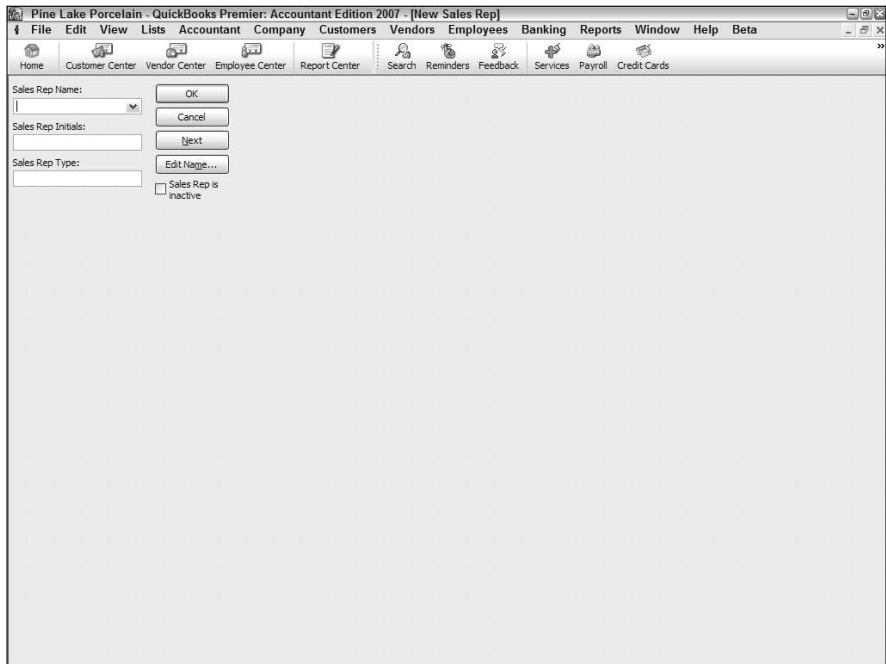 Pine Lake Porcelain - QuickBooks Premier: Accountant Edition 2007 - [New Sales Rep]
File Edit View Lists Accountant Company Customers Vendors Employees Banking Reports Window Help Beta
Home Customer Center Vendor Center Employee Center Report Center Search Reminders Feedback Services Payroll Credit Cards
Sales Rep Name:
OK
Cancel
Sales Rep Initials:
Next
Sales Rep Type:
Edit Name...
Sales Rep is
inactive